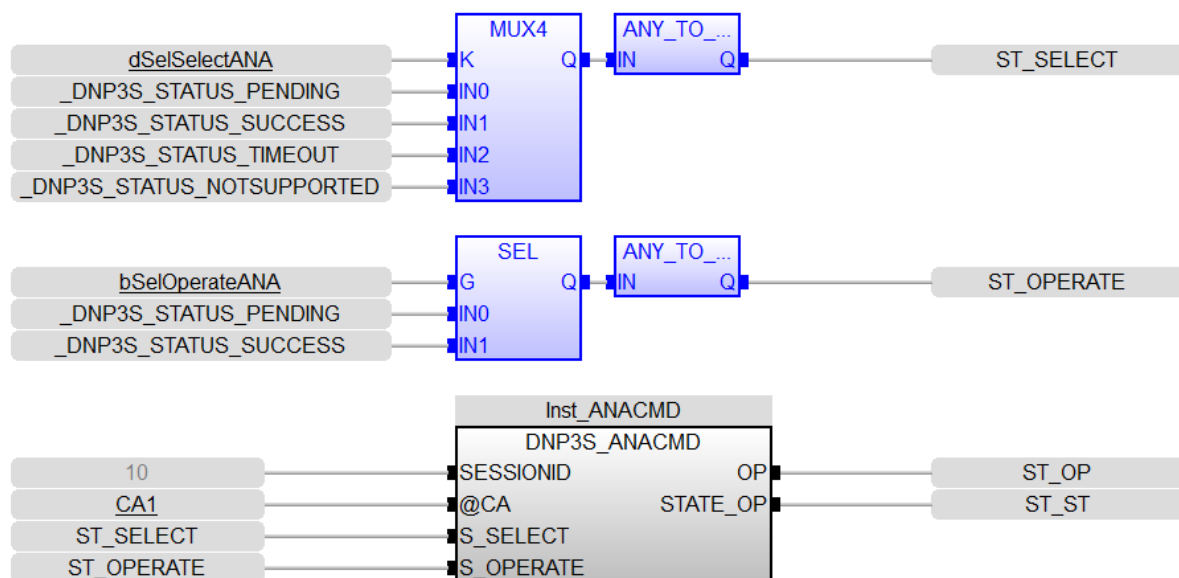 MUX4 ANY_TO_...
dSelSelectANA K Q IN Q ST_SELECT
_DNP3S_STATUS_PENDING IN0
_DNP3S_STATUS_SUCCESS IN1
_DNP3S_STATUS_TIMEOUT IN2
_DNP3S_STATUS_NOTSUPPORTED IN3
SEL ANY_TO_...
bSelOperateANA G Q IN Q ST_OPERATE
_DNP3S_STATUS_PENDING IN0
_DNP3S_STATUS_SUCCESS IN1
Inst_ANACMD
DNP3S_ANACMD
10 SESSIONID OP ST_OP
CA1 @CA STATE_OP ST_ST
ST_SELECT S_SELECT
ST_OPERATE S_OPERATE